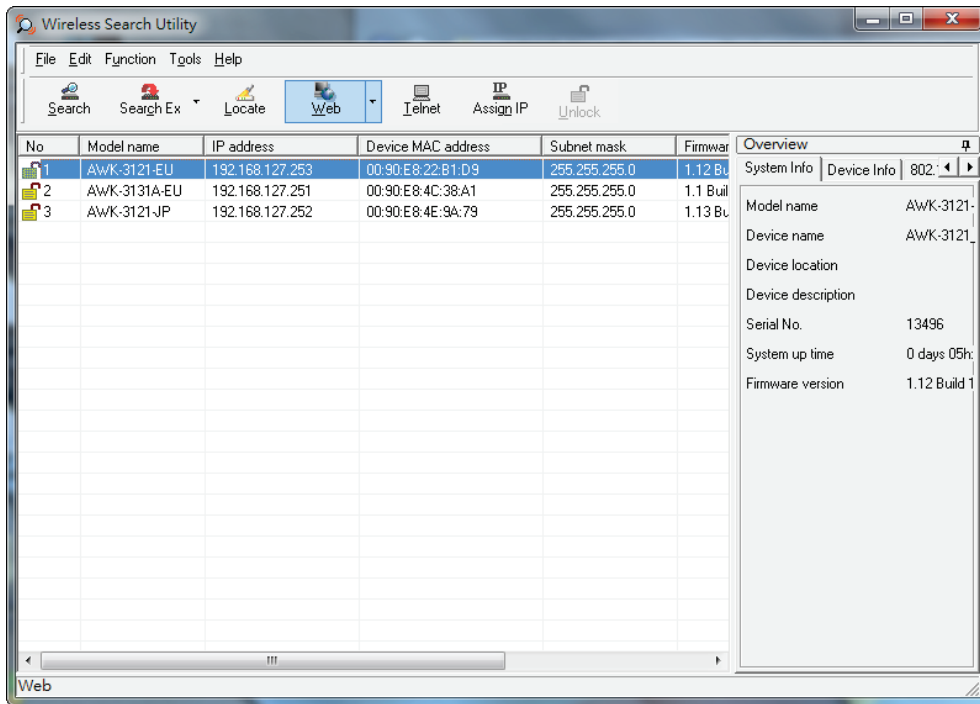 Wireless Search Utility
File Edit Function Tools Help
Search Search Ex Locate Web Telnet IP Assign IP Unlock
No Model name IP address Device MAC address Subnet mask Firmwar
1 AWK-3121-EU 192.168.127.253 00:90:E8:22:B1:D9 255.255.255.0 1.12 Bu
2 AWK-3131A-EU 192.168.127.251 00:90:E8:4C:38:A1 255.255.255.0 1.1 Buil
3 AWK-3121-JP 192.168.127.252 00:90:E8:4E:9A:79 255.255.255.0 1.13 Bu
Overview
System Info Device Info 802.
Model name AWK-3121-
Device name AWK-3121_
Device location
Device description
Serial No. 13496
System up time 0 days 05h:
Firmware version 1.12 Build 1
Web